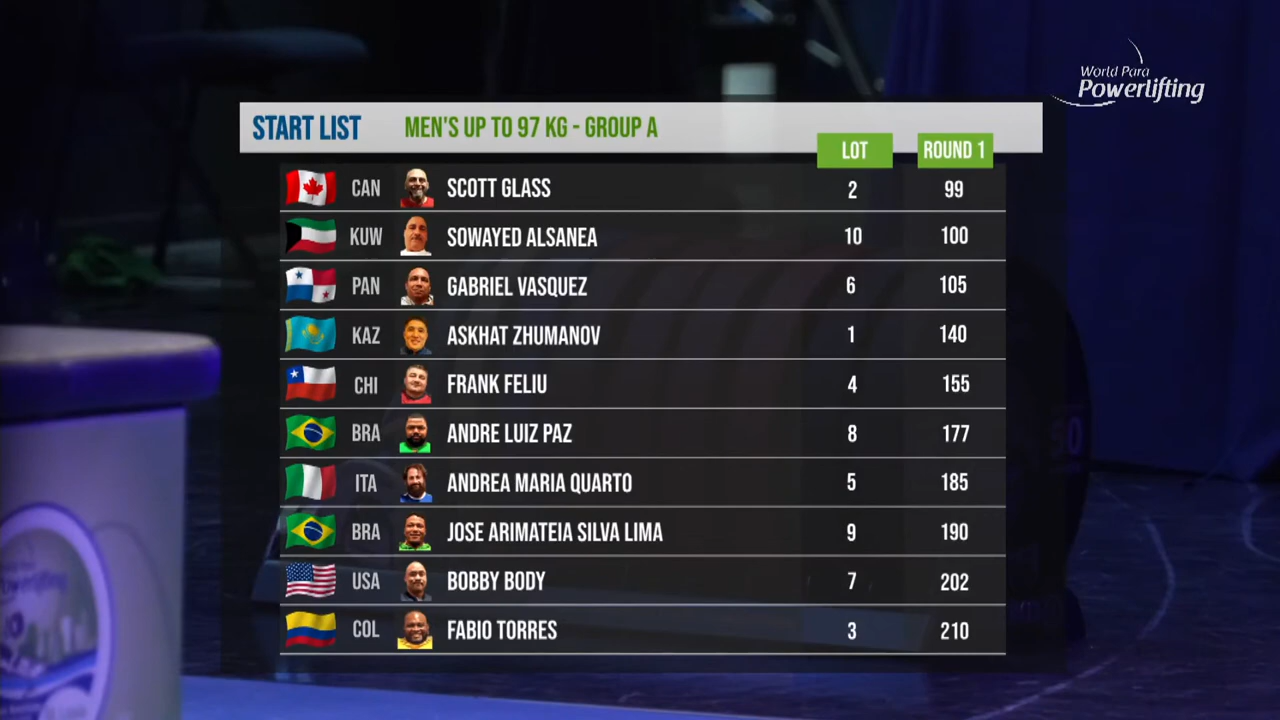 World Para
Powerlifting
START LIST MEN'S UP TO 97 KG - GROUP A
LOT ROUND 1
CAN SCOTT GLASS 2 99
KUW SOWAYED ALSANEA 10 100
PAN GABRIEL VASQUEZ 6 105
KAZ ASKHAT ZHUMANOV 1 140
CHI FRANK FELIU 4 155
BRA ANDRE LUIZ PAZ 8 177
ITA ANDREA MARIA QUARTO 5 185
BRA JOSE ARIMATEIA SILVA LIMA 9 190
USA BOBBY BODY 7 202
COL FABIO TORRES 3 210